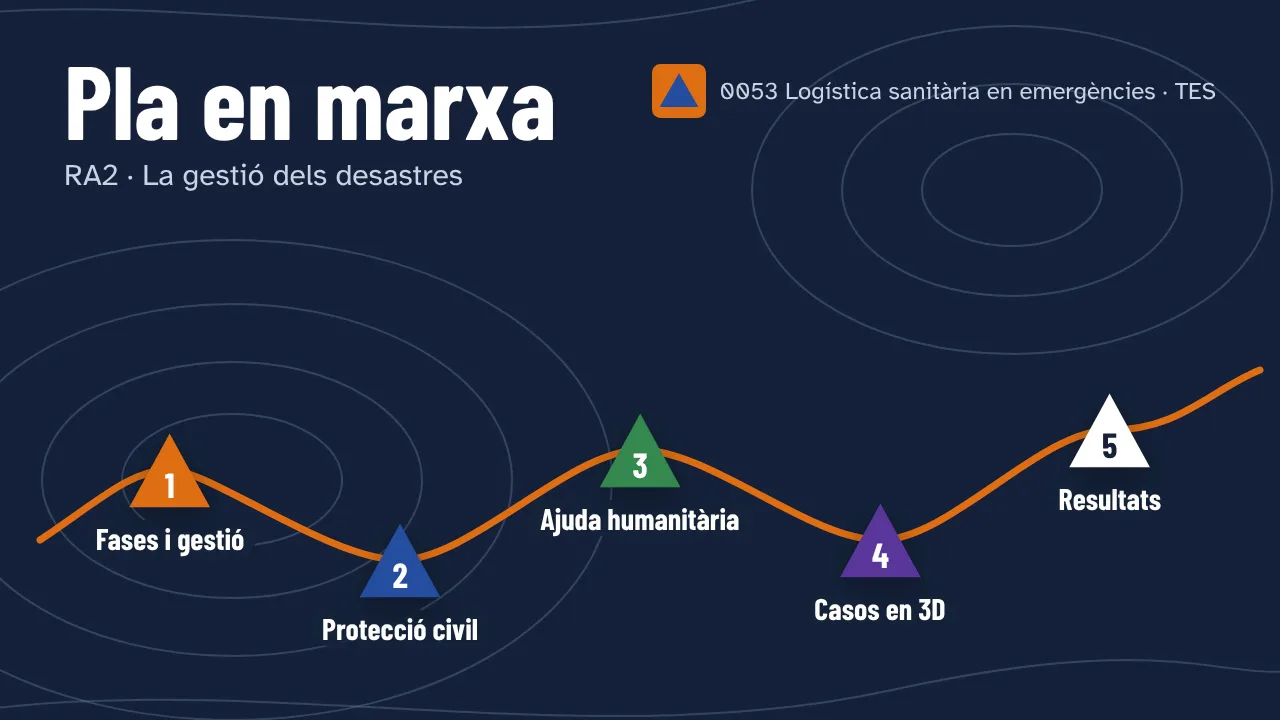 Pla en marxa
0053 Logística sanitària en emergències · TES
RA2 · La gestió dels desastres
1
Fases i gestió
2
Protecció civil
3
Ajuda humanitària
4
Casos en 3D
5
Resultats